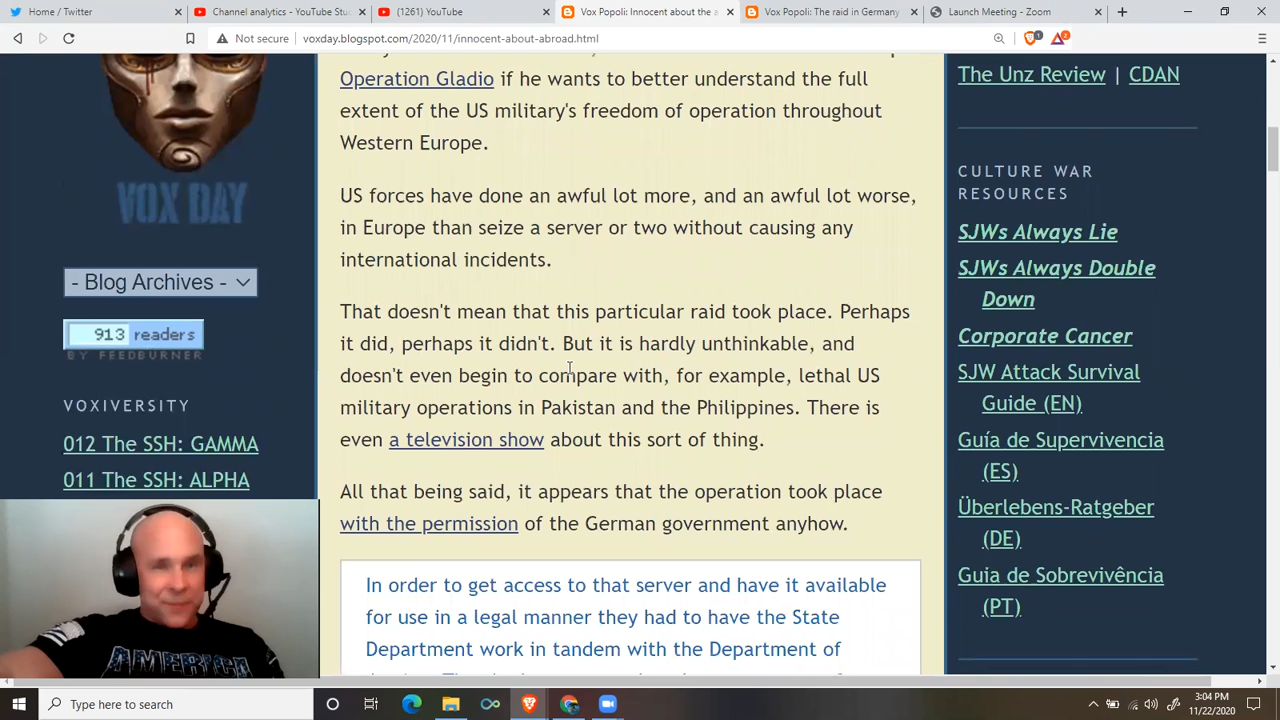 Home / Twitter
Channel analytics - YouTube Stu
(1261) YouTube
Vox Popoli: Innocent about the a
Vox Popoli: The raid in Germany
Launch Meeting - Zoom
Not secure
voxday.blogspot.com/2020/11/innocent-about-abroad.html
VOX DAY
- Blog Archives -
913 readers
BY FEEDBURNER
VOXIVERSITY
012 The SSH: GAMMA
011 The SSH: ALPHA
AMERICA
Operation Gladio if he wants to better understand the full
extent of the US military's freedom of operation throughout
Western Europe.
US forces have done an awful lot more, and an awful lot worse,
in Europe than seize a server or two without causing any
international incidents.
That doesn't mean that this particular raid took place. Perhaps
it did, perhaps it didn't. But it is hardly unthinkable, and
doesn't even begin to compare with, for example, lethal US
military operations in Pakistan and the Philippines. There is
even a television show about this sort of thing.
All that being said, it appears that the operation took place
with the permission of the German government anyhow.
In order to get access to that server and have it available
for use in a legal manner they had to have the State
Department work in tandem with the Department of
The Unz Review | CDAN
CULTURE WAR
RESOURCES
SJWs Always Lie
SJWs Always Double
Down
Corporate Cancer
SJW Attack Survival
Guide (EN)
Guía de Supervivencia
(ES)
Überlebens-Ratgeber
(DE)
Guia de Sobrevivência
(PT)
Type here to search
3:04 PM
11/22/2020